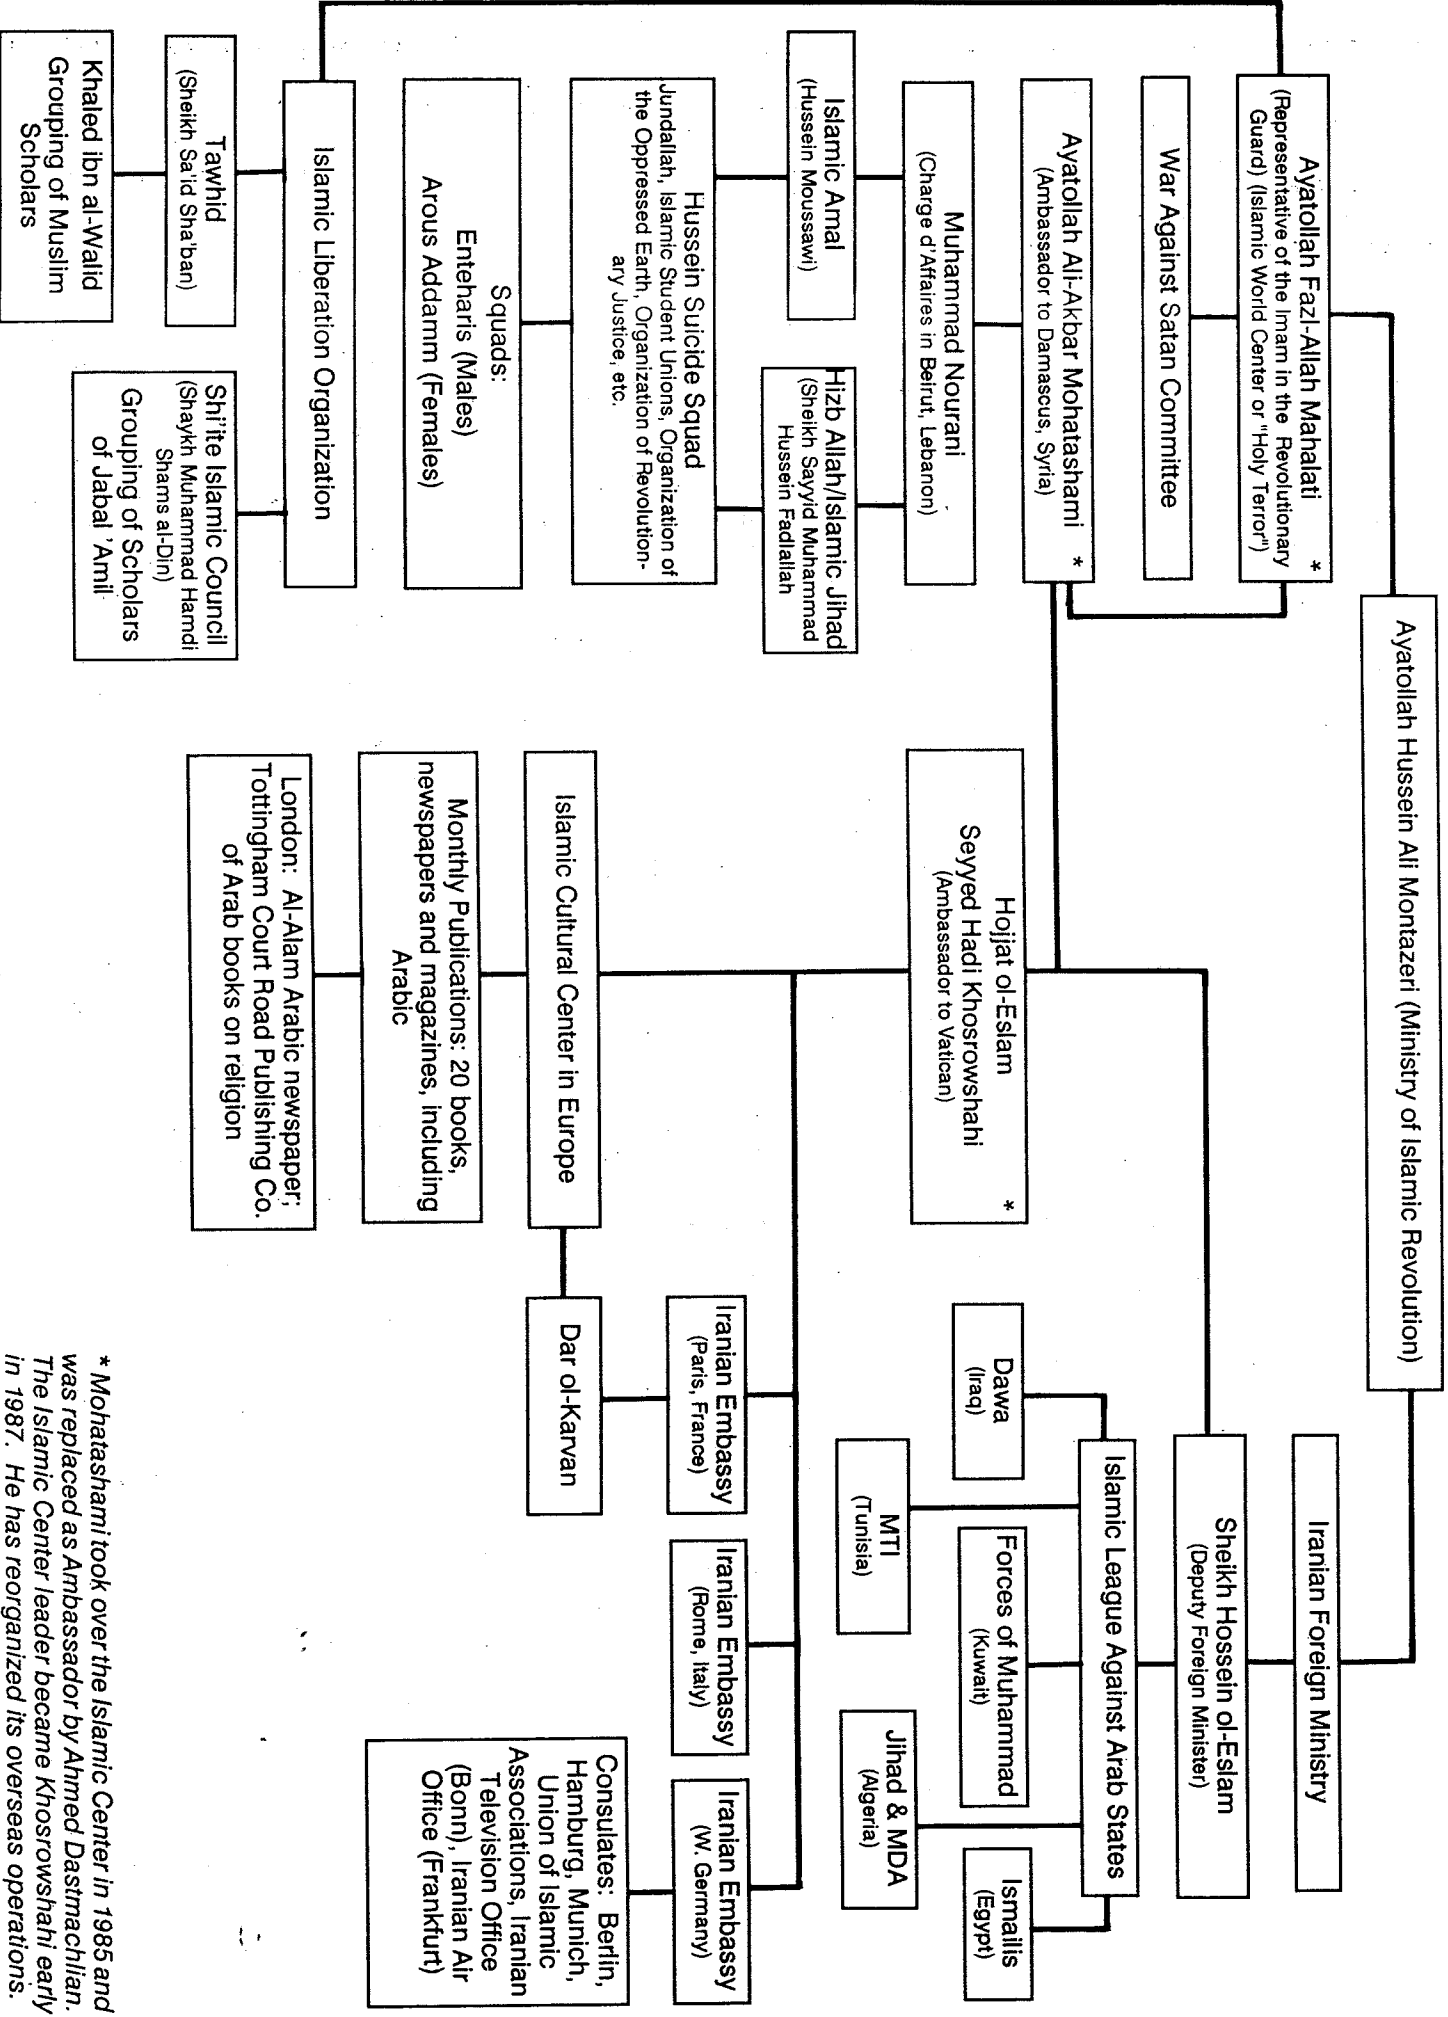 Ayatollah Hussein Ali Montazeri (Ministry of Islamic Revolution)
Ayatollah Fazl-Allah Mahalati *
(Representative of the Imam in the Revolutionary
Guard) (Islamic World Center or "Holy Terror")
War Against Satan Committee
Ayatollah Ali-Akbar Mohatashami *
(Ambassador to Damascus, Syria)
Muhammad Nourani
(Charge d'Affaires in Beirut, Lebanon)
Islamic Amal
(Hussein Moussawi)
Hizb Allah/Islamic Jihad
(Sheikh Sayyid Muhammad
Hussein Fadlallah
Hussein Suicide Squad
Jundallah, Islamic Student Unions, Organization of
the Oppressed Earth, Organization of Revolution-
ary Justice, etc.
Squads:
Enteharis (Males)
Arous Addamm (Females)
Islamic Liberation Organization
Tawhid
(Sheikh Sa'id Sha'ban)
Khaled ibn al-Walid
Grouping of Muslim
Scholars
Shi'ite Islamic Council
(Shaykh Muhammad Hamdi
Shams al-Din)
Grouping of Scholars
of Jabal 'Amil
Hojjat ol-Eslam
Seyyed Hadi Khosrowshahi *
(Ambassador to Vatican)
Islamic Cultural Center in Europe
Monthly Publications: 20 books,
newspapers and magazines, including
Arabic
London: Al-Alam Arabic newspaper;
Tottingham Court Road Publishing Co.
of Arab books on religion
Iranian Foreign Ministry
Sheikh Hossein ol-Eslam
(Deputy Foreign Minister)
Islamic League Against Arab States
Dawa
(Iraq)
MTI
(Tunisia)
Forces of Muhammad
(Kuwait)
Jihad & MDA
(Algeria)
Ismailis
(Egypt)
Iranian Embassy
(Paris, France)
Iranian Embassy
(Rome, Italy)
Iranian Embassy
(W. Germany)
Dar ol-Karvan
Consulates: Berlin,
Hamburg, Munich,
Union of Islamic
Associations, Iranian
Television Office
(Bonn), Iranian Air
Office (Frankfurt)
* Mohatashami took over the Islamic Center in 1985 and
was replaced as Ambassador by Ahmed Dastmachlian.
The Islamic Center leader became Khosrowshahi early
in 1987. He has reorganized its overseas operations.